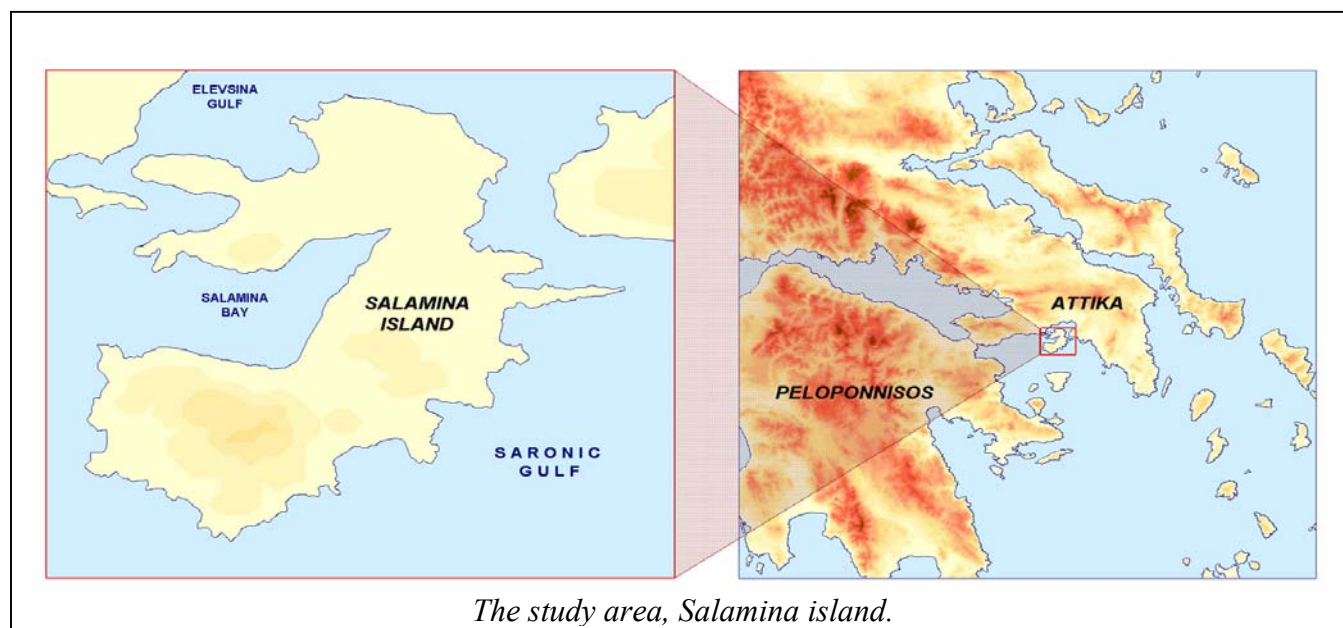 ELEVSINA
GULF
SALAMINA
BAY
SALAMINA
ISLAND
SARONIC
GULF
ATTIKA
PELOPONNISOS
The study area, Salamina island.